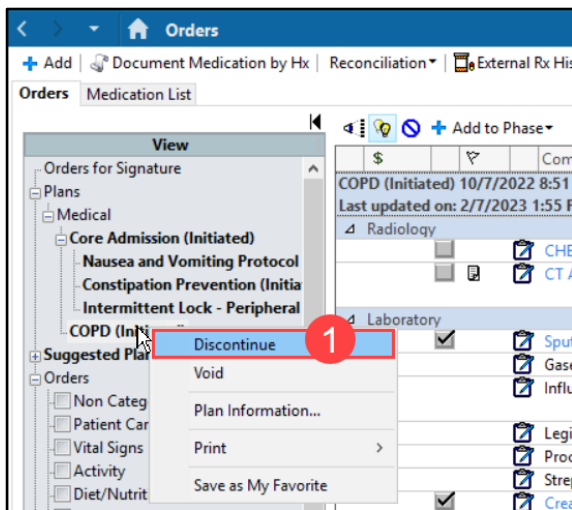 Orders
Add Document Medication by Hx Reconciliation External Rx His
Orders Medication List
View
Add to Phase
Orders for Signature
$ Com
Plans
COPD (Initiated) 10/7/2022 8:51
Medical
Last updated on: 2/7/2023 1:55 P
Core Admission (Initiated)
Radiology
Nausea and Vomiting Protocol
CHE
Constipation Prevention (Initia
CT A
Intermittent Lock - Peripheral
Laboratory
COPD (Ini
Discontinue
1
Sput
Suggested Plan
Void
Gase
Orders
Influ
Non Categ
Plan Information...
Patient Car
Legi
Vital Signs
Print
Proc
Activity
Strep
Diet/Nutrit
Save as My Favorite
Crea